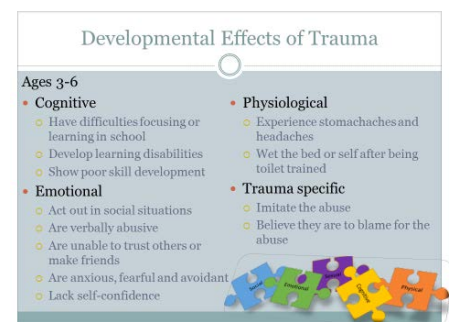 Developmental Effects of Trauma
Ages 3-6
• Cognitive
o Have difficulties focusing or
learning in school
o Develop learning disabilities
o Show poor skill development
• Emotional
o Act out in social situations
o Are verbally abusive
o Are unable to trust others or
make friends
o Are anxious, fearful and avoidant
o Lack self-confidence
• Physiological
o Experience stomachaches and
headaches
o Wet the bed or self after being
toilet trained
• Trauma specific
o Imitate the abuse
o Believe they are to blame for the
abuse
Emotional
Cognitive
Physical